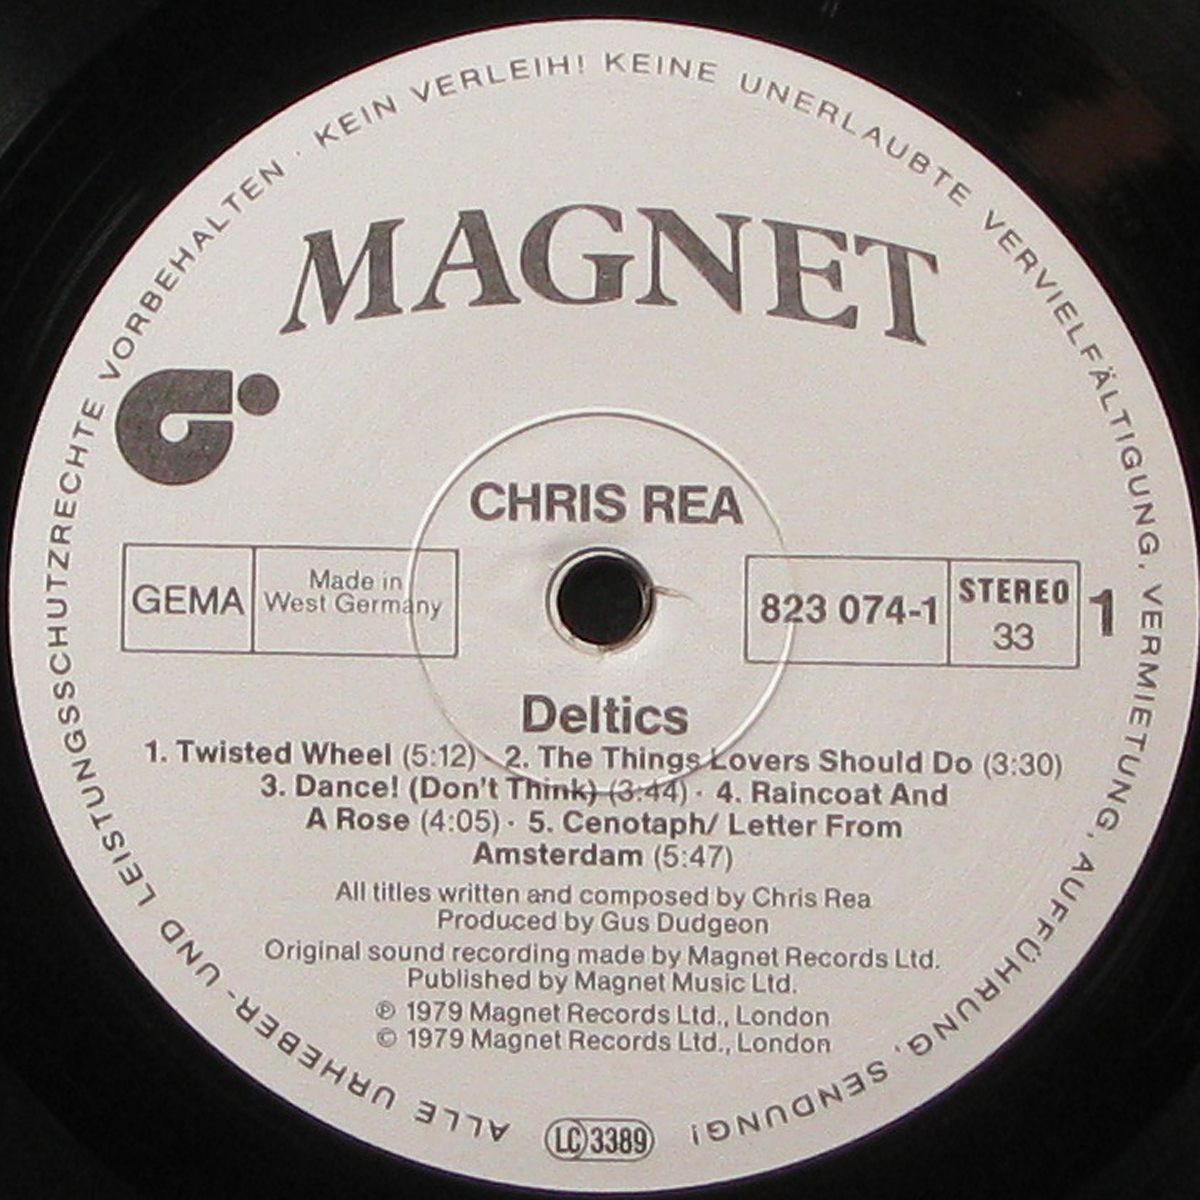 ALLE URHEBER- UND LEISTUNGSSCHUTZRECHTE VORBEHALTEN · KEIN VERLEIH! KEINE UNERLAUBTE VERVIELFÄLTIGUNG, VERMIETUNG, AUFFÜHRUNG, SENDUNG!
MAGNET
CHRIS REA
GEMA
Made in
West Germany
823 074-1
STEREO
33
1
Deltics
1. Twisted Wheel (5:12) · 2. The Things Lovers Should Do (3:30)
3. Dance! (Don't Think) (3:44) · 4. Raincoat And
A Rose (4:05) · 5. Cenotaph/ Letter From
Amsterdam (5:47)
All titles written and composed by Chris Rea
Produced by Gus Dudgeon
Original sound recording made by Magnet Records Ltd.
Published by Magnet Music Ltd.
℗ 1979 Magnet Records Ltd., London
© 1979 Magnet Records Ltd., London
LC 3389